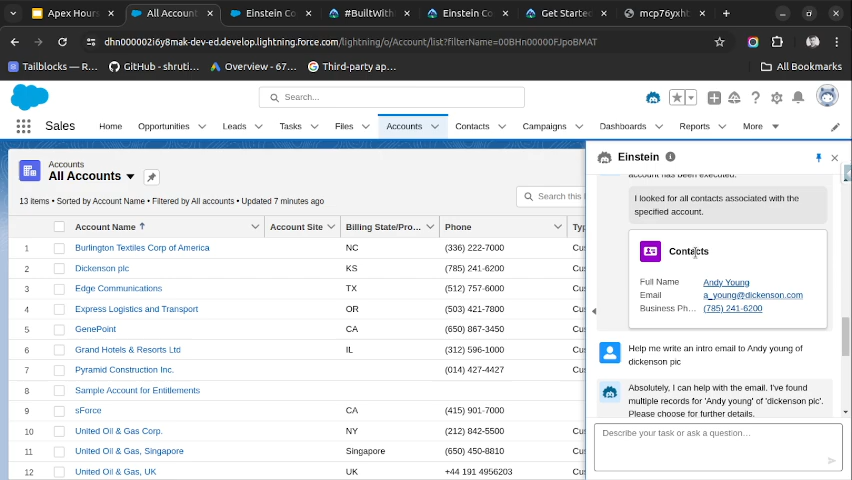 Apex Hours
All Account
Einstein Co
#BuiltWith
Einstein Co
Get Started
mcp76yxht
dhn000002i6y8mak-dev-ed.develop.lightning.force.com/lightning/o/Account/list?filterName=00BHn00000FJpoBMAT
Tailblocks — R...
GitHub - shruti...
Overview - 67...
Third-party ap...
All Bookmarks
Search...
Sales
Home
Opportunities
Leads
Tasks
Files
Accounts
Contacts
Campaigns
Dashboards
Reports
More
Accounts
All Accounts
13 items • Sorted by Account Name • Filtered by All accounts • Updated 7 minutes ago
Search this
Account Name
Account Site
Billing State/Pro...
Phone
Ty
1 Burlington Textiles Corp of America NC (336) 222-7000 Cu
2 Dickenson plc KS (785) 241-6200 Cu
3 Edge Communications TX (512) 757-6000 Cu
4 Express Logistics and Transport OR (503) 421-7800 Cu
5 GenePoint CA (650) 867-3450 Cu
6 Grand Hotels & Resorts Ltd IL (312) 596-1000 Cu
7 Pyramid Construction Inc. (014) 427-4427 Cu
8 Sample Account for Entitlements
9 sForce CA (415) 901-7000
10 United Oil & Gas Corp. NY (212) 842-5500 Cu
11 United Oil & Gas, Singapore Singapore (650) 450-8810 Cu
12 United Oil & Gas, UK UK +44 191 4956203 Cu
Einstein
account has been executed.
I looked for all contacts associated with the
specified account.
Contacts
Full Name Andy Young
Email a_young@dickenson.com
Business Ph... (785) 241-6200
Help me write an intro email to Andy young of
dickenson pic
Absolutely, I can help with the email. I've found
multiple records for 'Andy young' of 'dickenson pic'.
Please choose for further details.
Describe your task or ask a question...